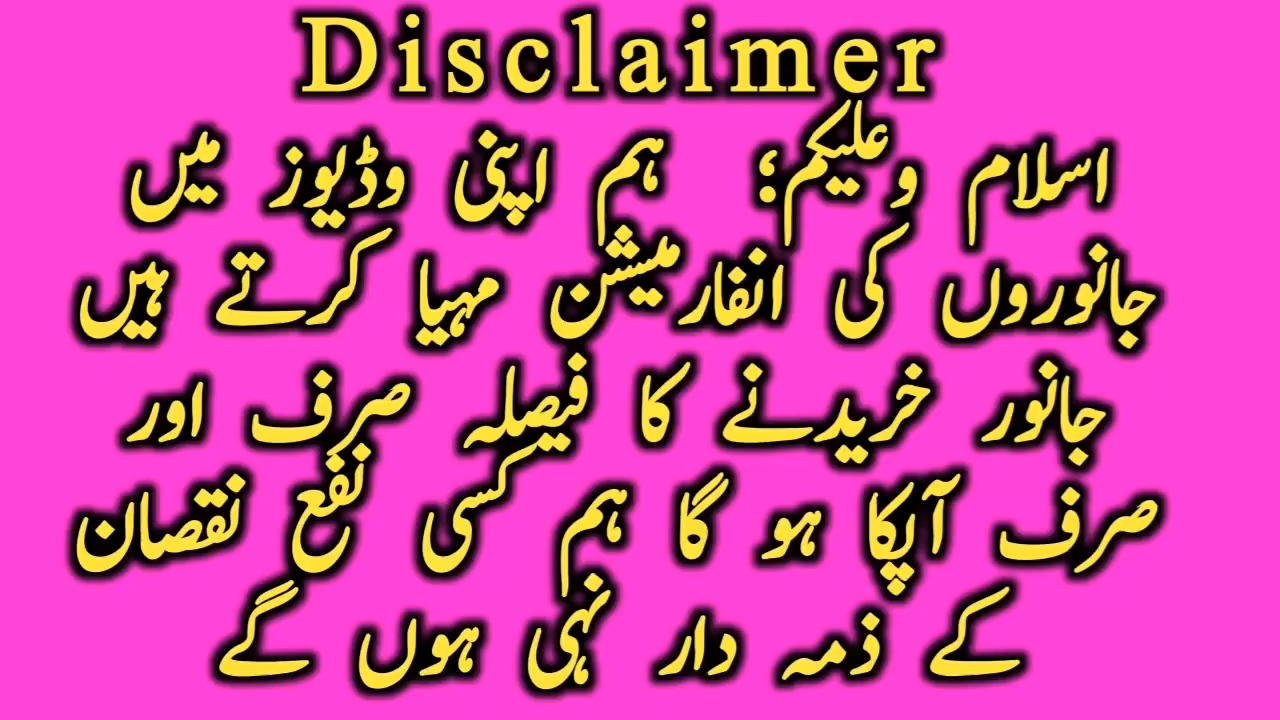 Disclaimer
اسلام وعلیکم؛ ہم اپنی وڈیوز میں
جانوروں کی انفارمیشن مہیا کرتے ہیں
جانور خریدنے کا فیصلہ صرف اور
صرف آپکا ہو گا ہم کسی نفع نقصان
کے ذمہ دار نہی ہوں گے